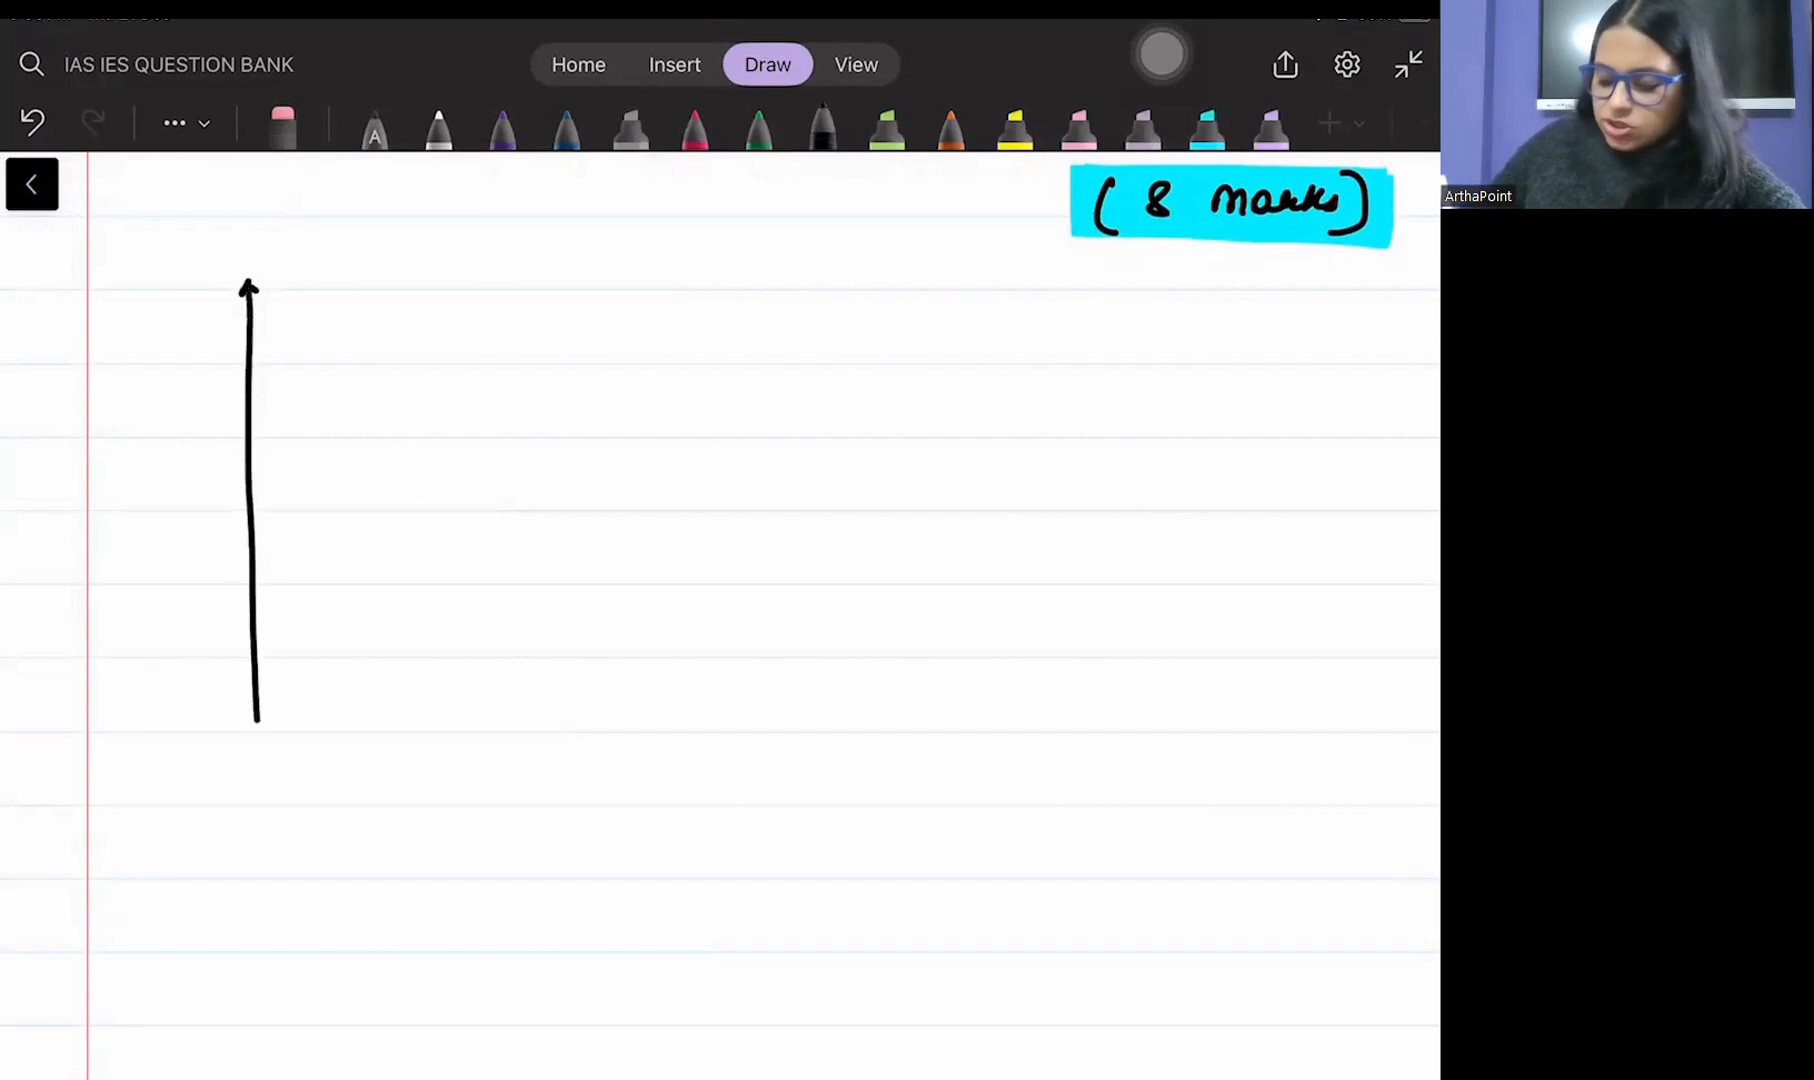 IAS IES QUESTION BANK
Home Insert Draw View
A
( 8 marks )
ArthaPoint